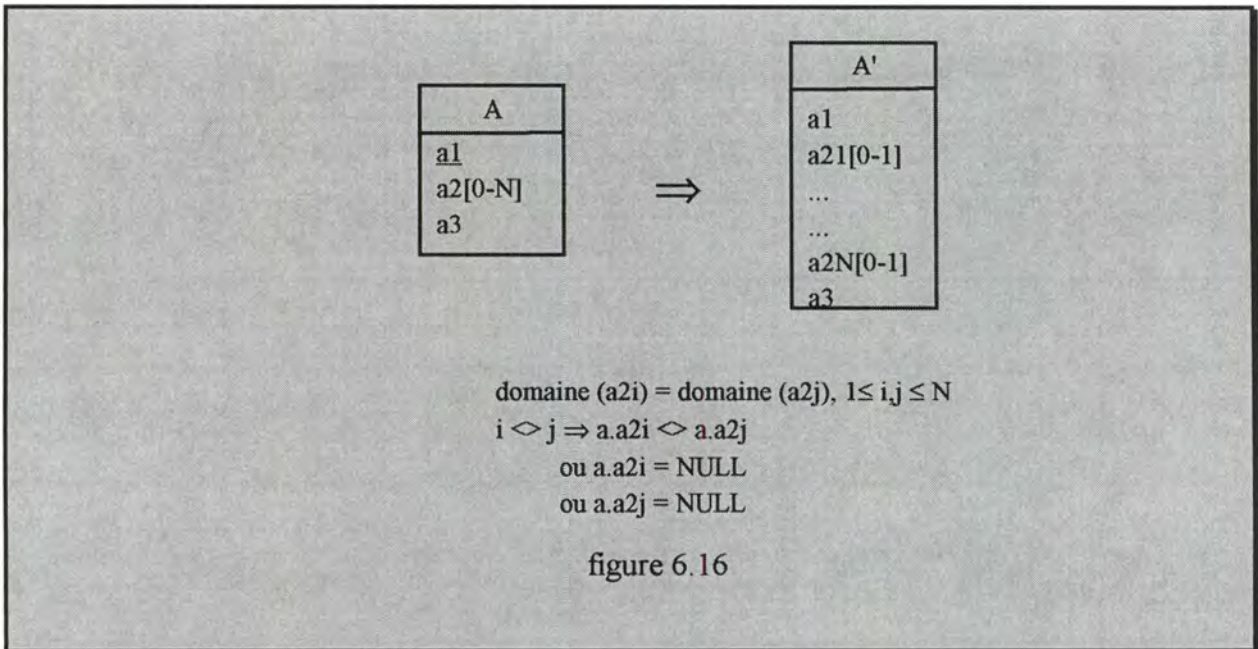 A
a1
a2[0-N]
a3
⇒
A'
a1
a21[0-1]
...
...
a2N[0-1]
a3
domaine (a2i) = domaine (a2j), 1≤ i,j ≤ N
i <> j ⇒ a.a2i <> a.a2j
ou a.a2i = NULL
ou a.a2j = NULL
figure 6.16